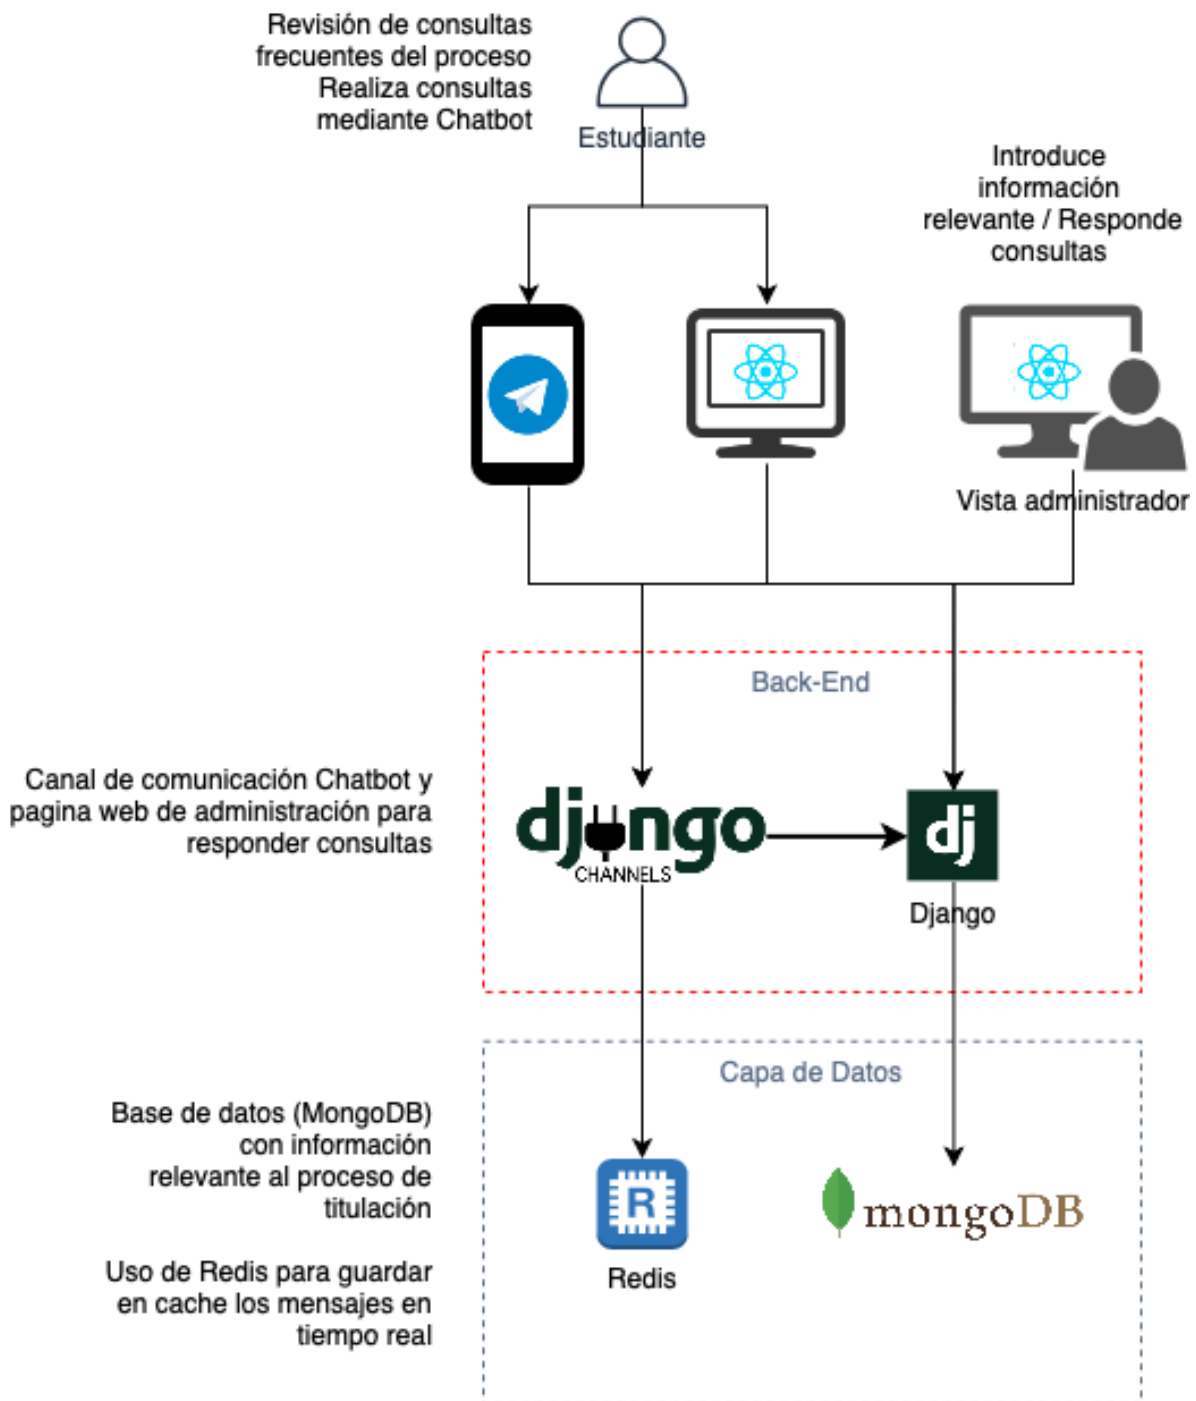 Revisión de consultas
frecuentes del proceso
Realiza consultas
mediante Chatbot
Estudiante
Introduce
información
relevante / Responde
consultas
Vista administrador
Back-End
Canal de comunicación Chatbot y
pagina web de administración para
responder consultas
django
CHANNELS
dj
Django
Capa de Datos
Base de datos (MongoDB)
con información
relevante al proceso de
titulación
Uso de Redis para guardar
en cache los mensajes en
tiempo real
R
Redis
mongoDB